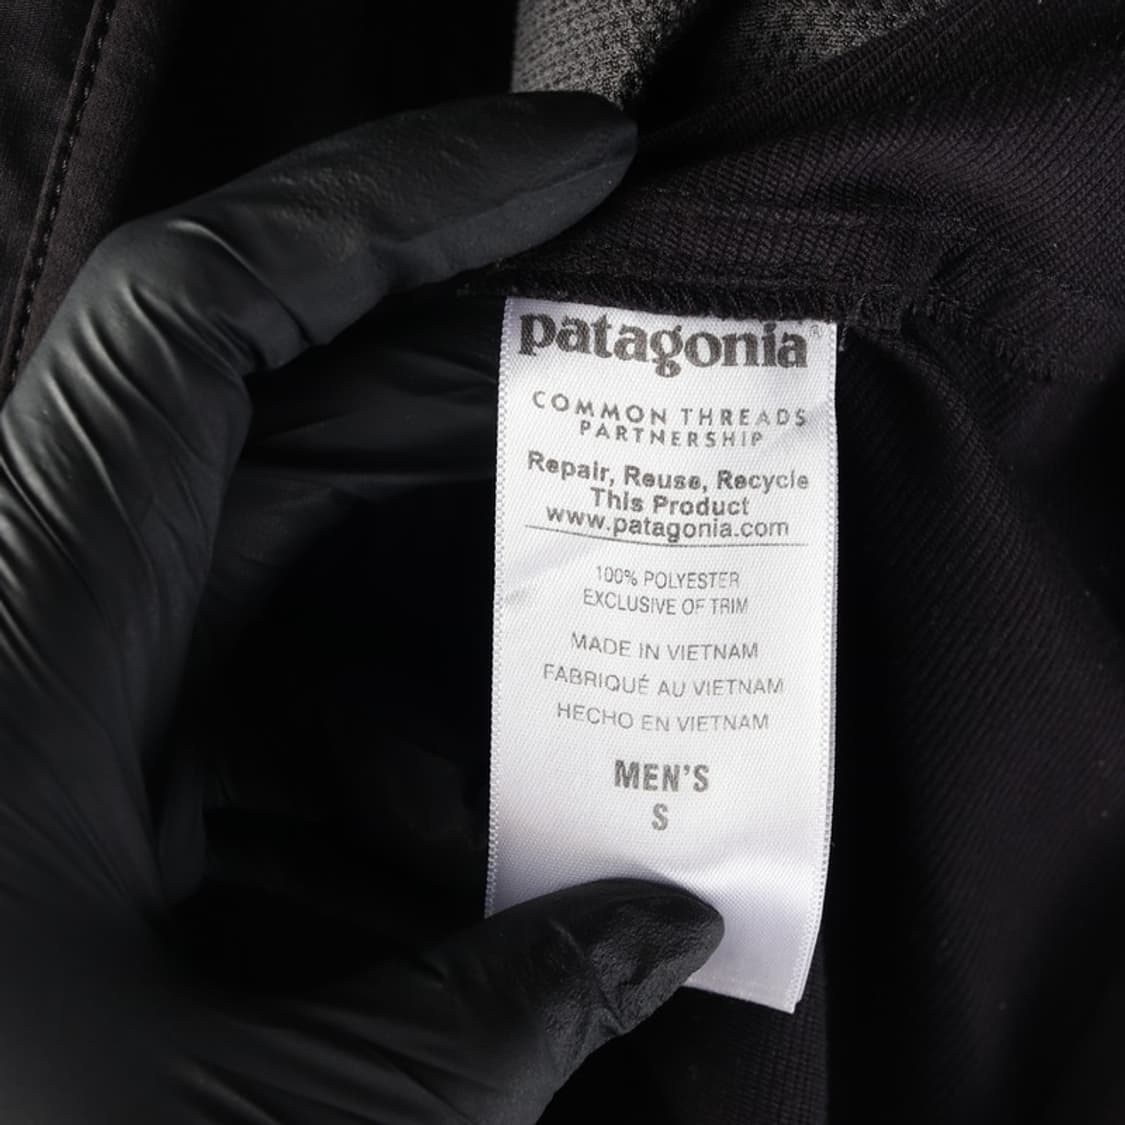 patagonia®
COMMON THREADS
PARTNERSHIP
Repair, Reuse, Recycle
This Product
www.patagonia.com
100% POLYESTER
EXCLUSIVE OF TRIM
MADE IN VIETNAM
FABRIQUÉ AU VIETNAM
HECHO EN VIETNAM
MEN'S
S